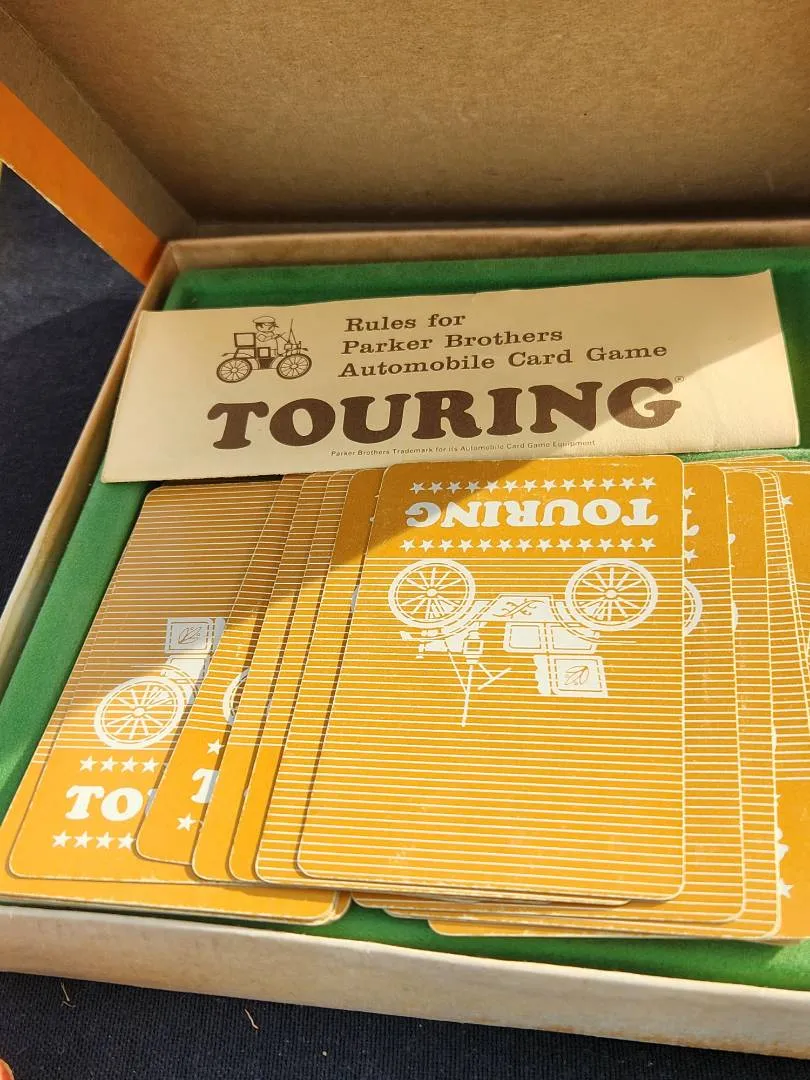 Rules for
Parker Brothers
Automobile Card Game
TOURING®
Parker Brothers Trademark for its Automobile Card Game Equipment
TOURING
TO
T